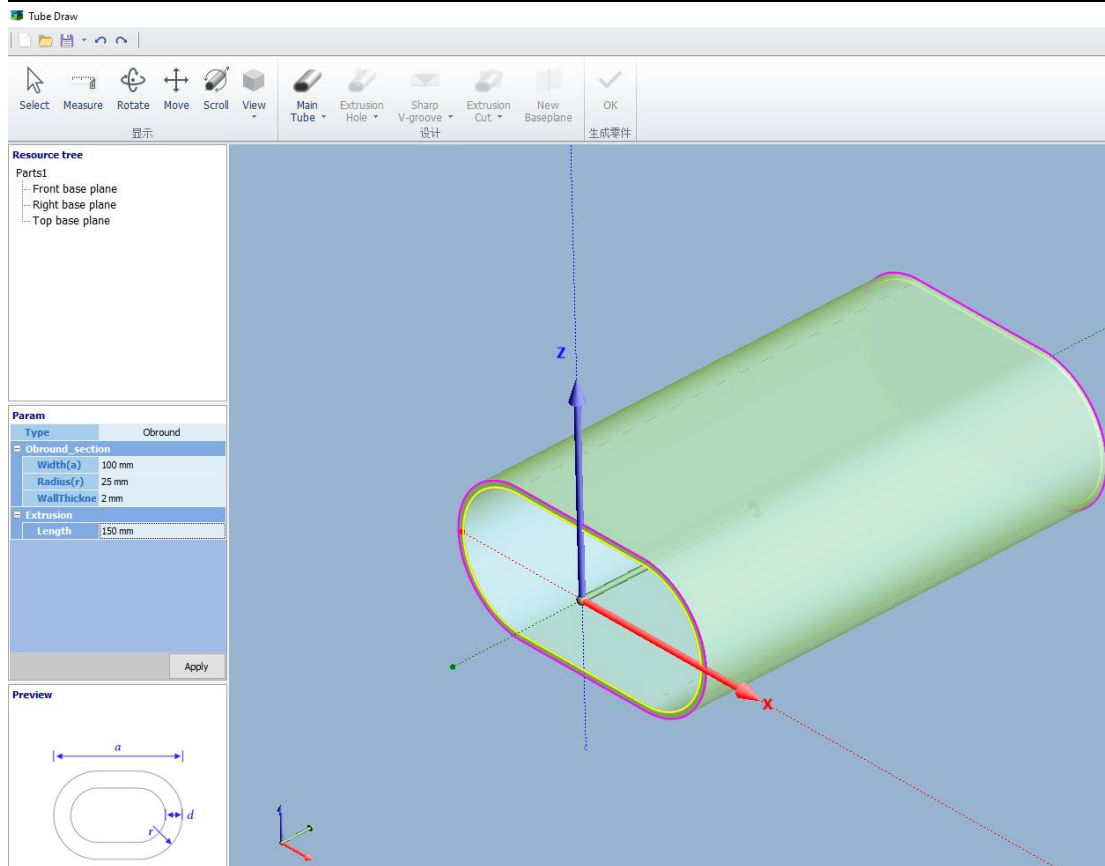 Tube Draw
Select Measure Rotate Move Scroll View Main Tube Extrusion Hole Sharp V-groove Extrusion Cut New Baseplane OK
显示 设计 生成零件
Resource tree
Parts1
Front base plane
Right base plane
Top base plane
Z
X
Param
Type Obround
Obround_section
Width(a) 100 mm
Radius(r) 25 mm
WallThickne 2 mm
Extrusion
Length 150 mm
Apply
Preview
a
d
r